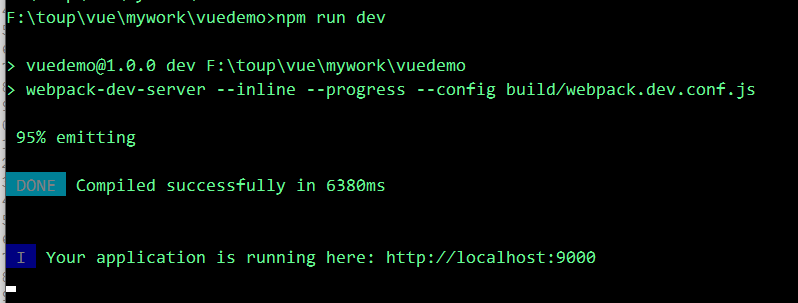 F:\toup\vue\mywork\vuedemo>npm run dev
> vuedemo@1.0.0 dev F:\toup\vue\mywork\vuedemo
> webpack-dev-server --inline --progress --config build/webpack.dev.conf.js
95% emitting
DONE Compiled successfully in 6380ms
I Your application is running here: http://localhost:9000